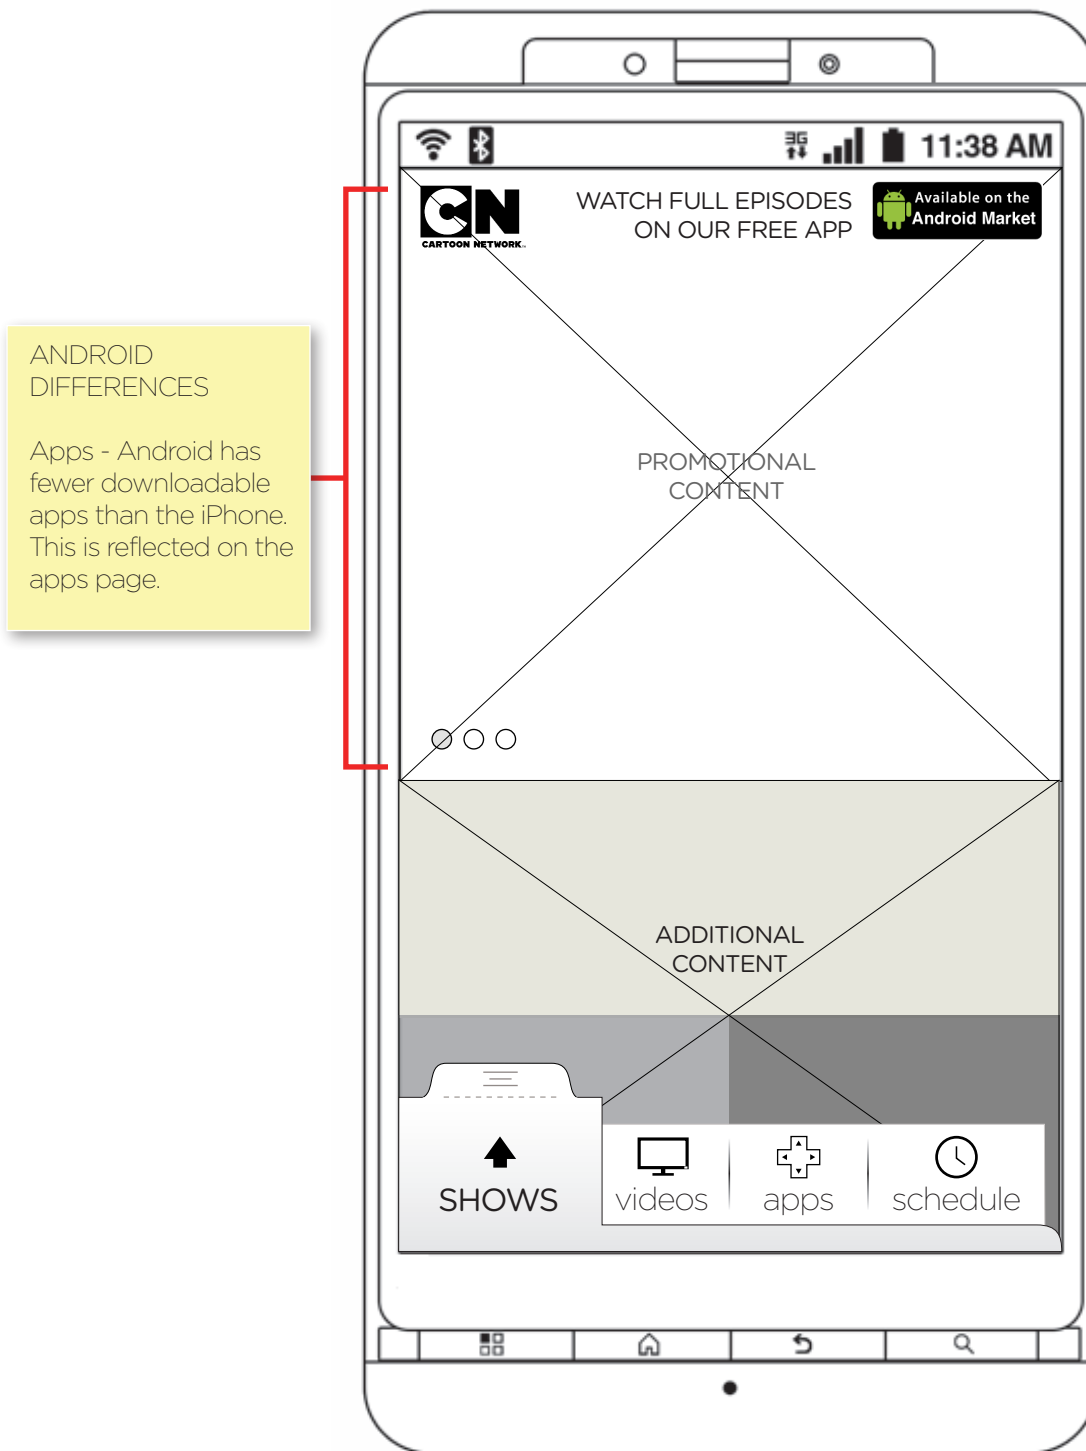 3G
11:38 AM
CN
CARTOON NETWORK
WATCH FULL EPISODES
ON OUR FREE APP
Available on the
Android Market
ANDROID
DIFFERENCES
Apps - Android has
fewer downloadable
apps than the iPhone.
This is reflected on the
apps page.
PROMOTIONAL
CONTENT
ADDITIONAL
CONTENT
SHOWS
videos
apps
schedule